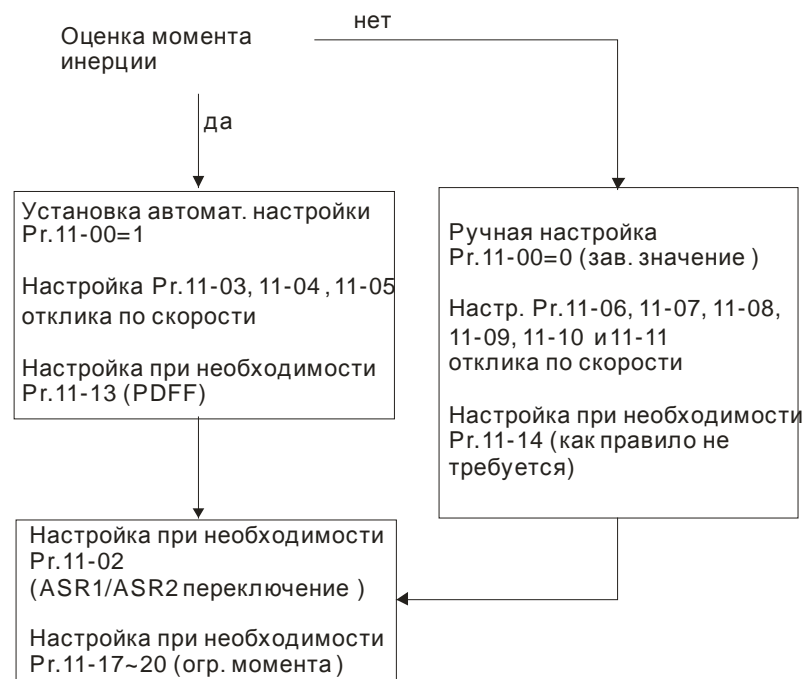 Оценка момента
инерции
нет
да
Установка автомат. настройки
Pr.11-00=1
Настройка Pr.11-03, 11-04 , 11-05
отклика по скорости
Настройка при необходимости
Pr.11-13 (PDFF)
Ручная настройка
Pr.11-00=0 (зав. значение )
Настр. Pr.11-06, 11-07, 11-08,
11-09, 11-10 и11-11
отклика по скорости
Настройка при необходимости
Pr.11-14 (как правило не
требуется)
Настройка при необходимости
Pr.11-02
(ASR1/ASR2 переключение )
Настройка при необходимости
Pr.11-17~20 (огр. момента )